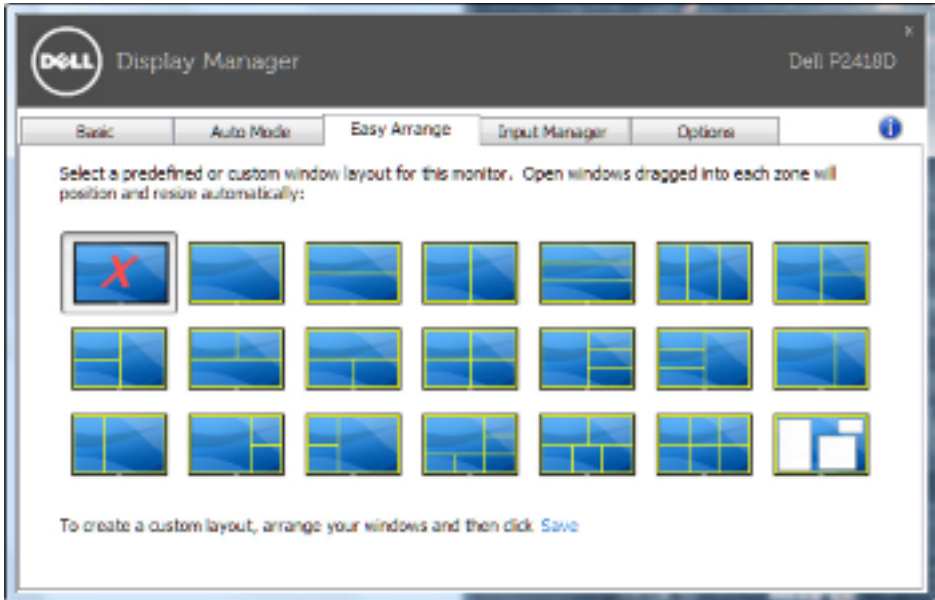 DELL
Display Manager
Dell P2418D
x
Basic
Auto Mode
Easy Arrange
Input Manager
Options
i
Select a predefined or custom window layout for this monitor. Open windows dragged into each zone will
position and resize automatically:
X
To create a custom layout, arrange your windows and then click Save